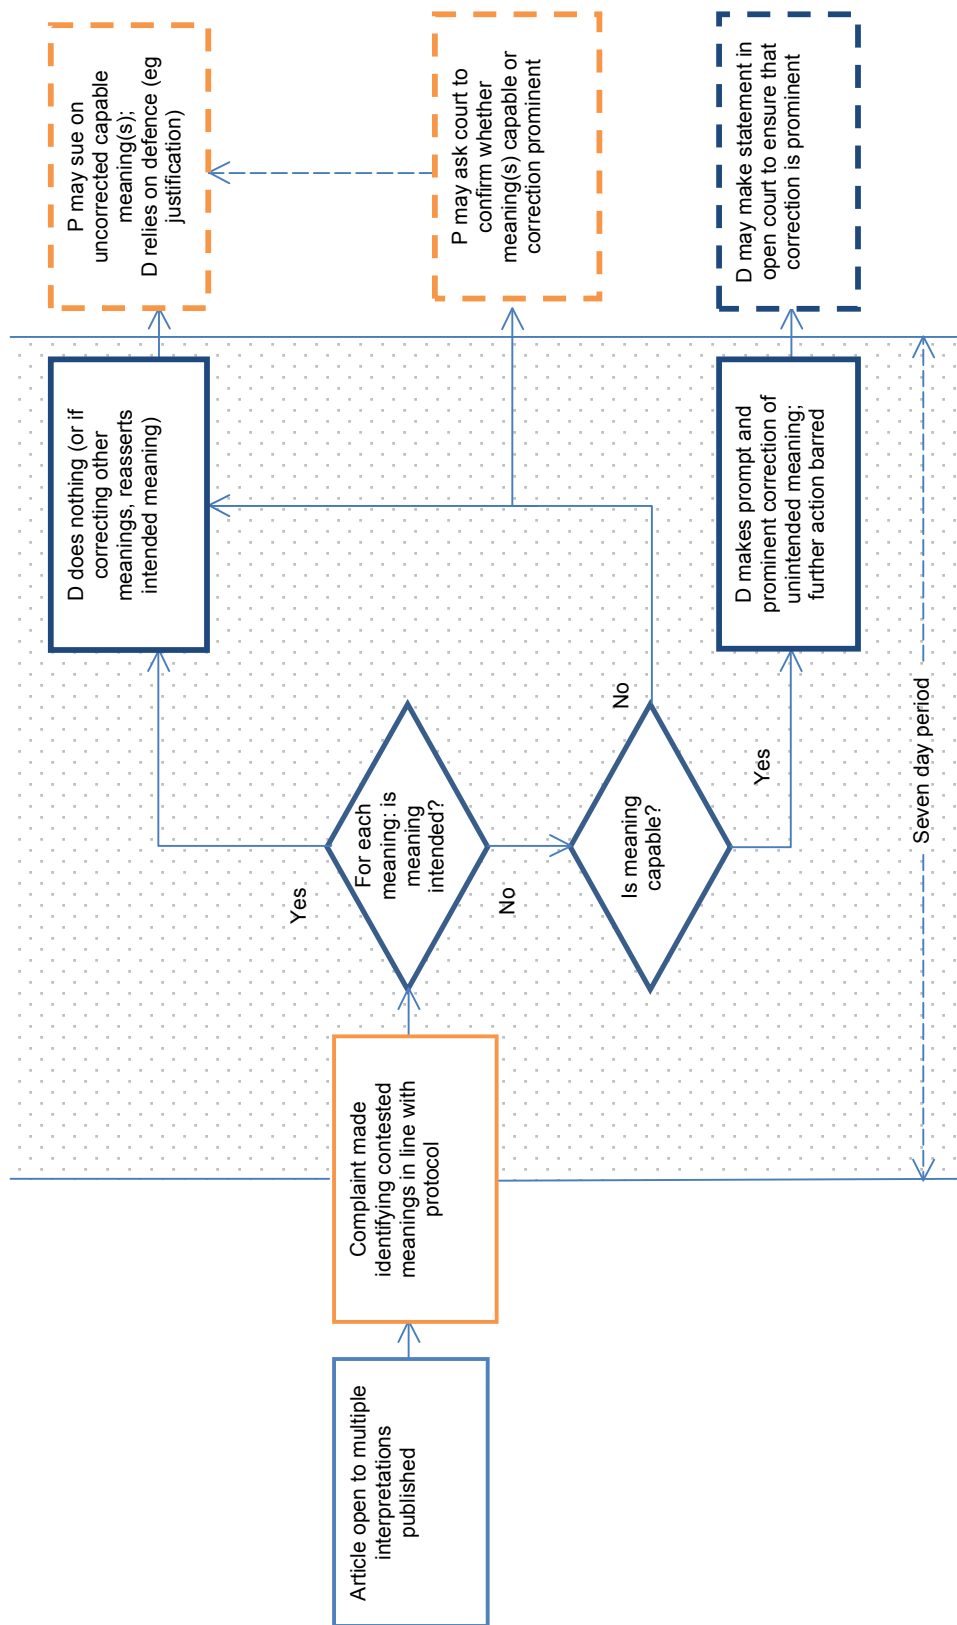 Article open to multiple
interpretations
published
Complaint made
identifying contested
meanings in line with
protocol
For each
meaning: is
meaning
intended?
Yes
No
Is meaning
capable?
No
Yes
D does nothing (or if
correcting other
meanings, reasserts
intended meaning)
D makes prompt and
prominent correction of
unintended meaning;
further action barred
P may sue on
uncorrected capable
meaning(s);
D relies on defence (eg
justification)
P may ask court to
confirm whether
meaning(s) capable or
correction prominent
D may make statement in
open court to ensure that
correction is prominent
Seven day period